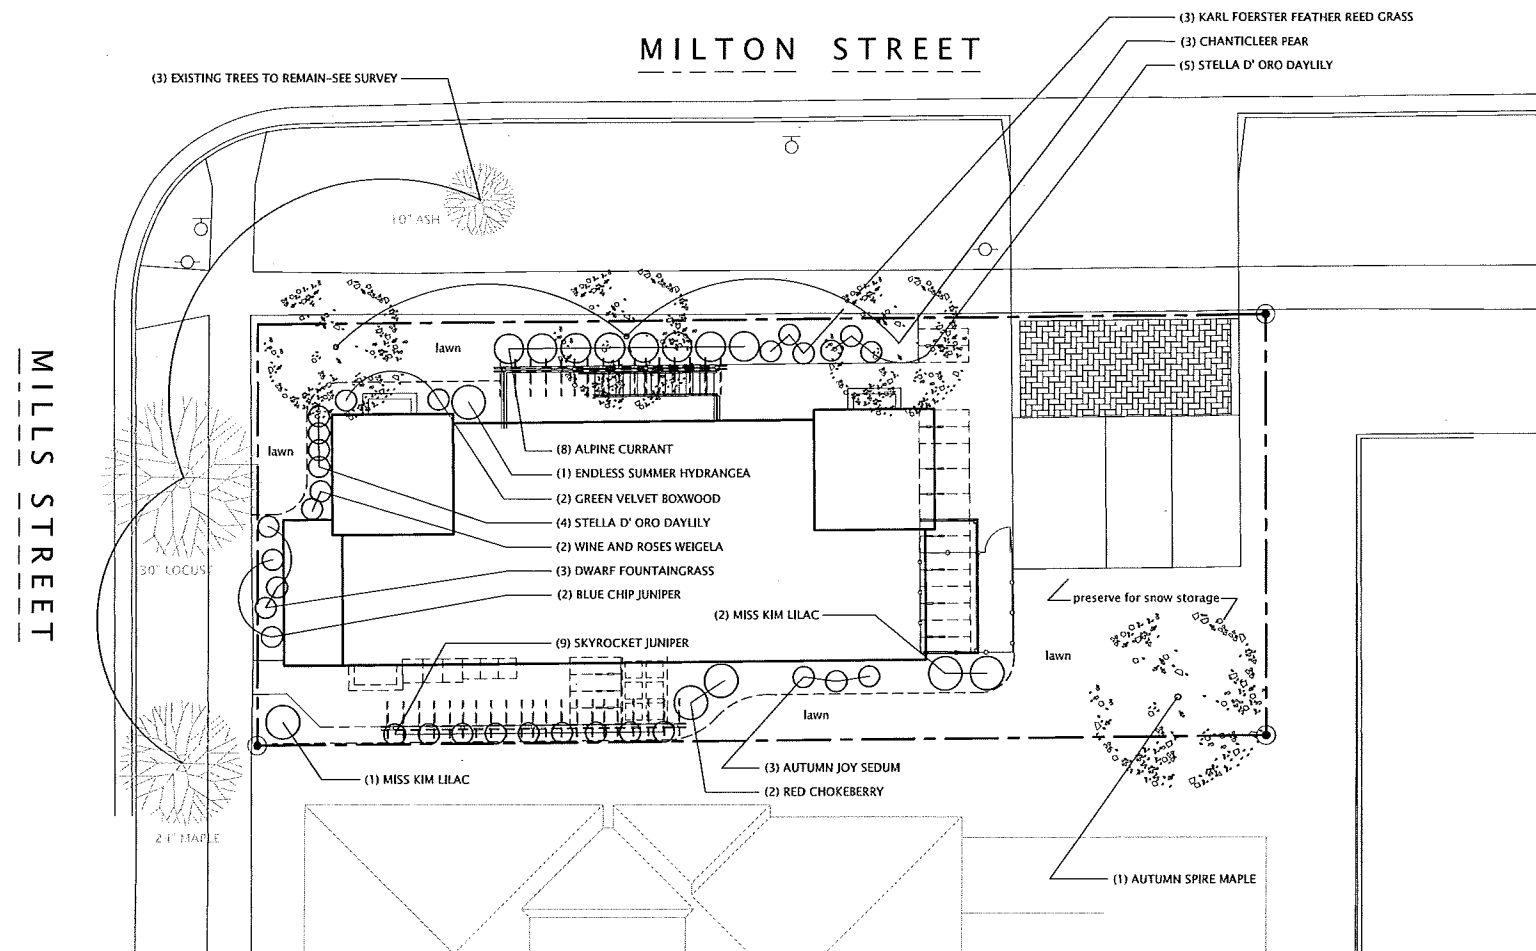 (3) KARL FOERSTER FEATHER REED GRASS
MILTON STREET
(3) CHANTICLEER PEAR
(5) STELLA D' ORO DAYLILY
(3) EXISTING TREES TO REMAIN-SEE SURVEY
10" ASH
lawn
MILLS STREET
lawn
(8) ALPINE CURRANT
(1) ENDLESS SUMMER HYDRANGEA
(2) GREEN VELVET BOXWOOD
(4) STELLA D' ORO DAYLILY
(2) WINE AND ROSES WEIGELA
30" LOCUST
(3) DWARF FOUNTAINGRASS
(2) BLUE CHIP JUNIPER
preserve for snow storage
(2) MISS KIM LILAC
(9) SKYROCKET JUNIPER
lawn
lawn
(3) AUTUMN JOY SEDUM
(1) MISS KIM LILAC
(2) RED CHOKEBERRY
24" MAPLE
(1) AUTUMN SPIRE MAPLE